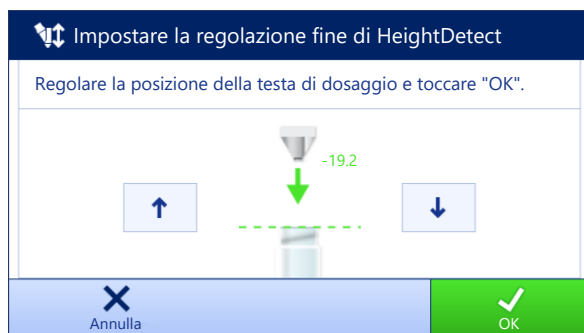 Impostare la regolazione fine di HeightDetect
Regolare la posizione della testa di dosaggio e toccare "OK".
-19.2
Annulla
OK